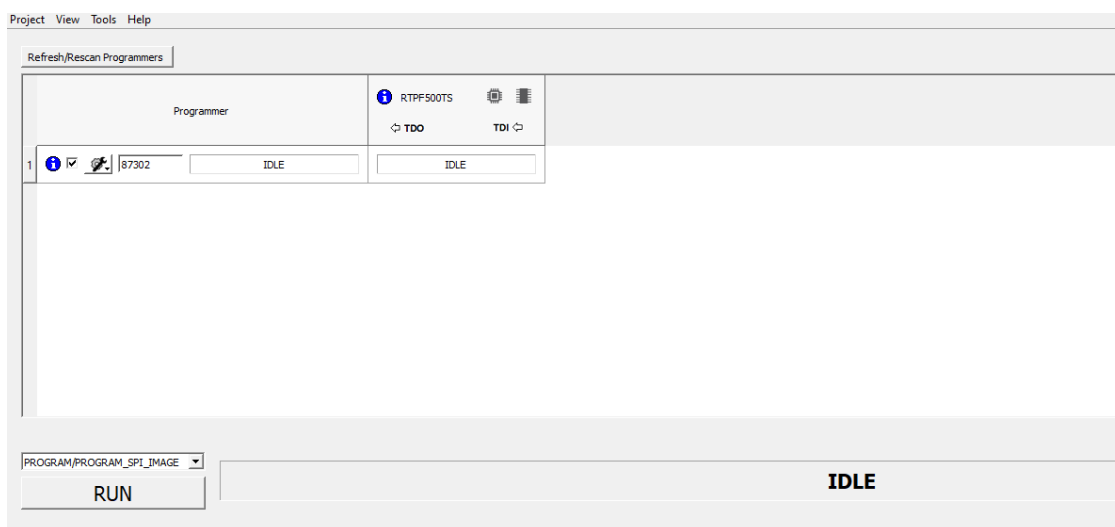 Project View Tools Help
Refresh/Rescan Programmers
Programmer
RTPF500TS
TDO TDI
1 87302 IDLE IDLE
PROGRAM/PROGRAM_SPI_IMAGE
RUN
IDLE